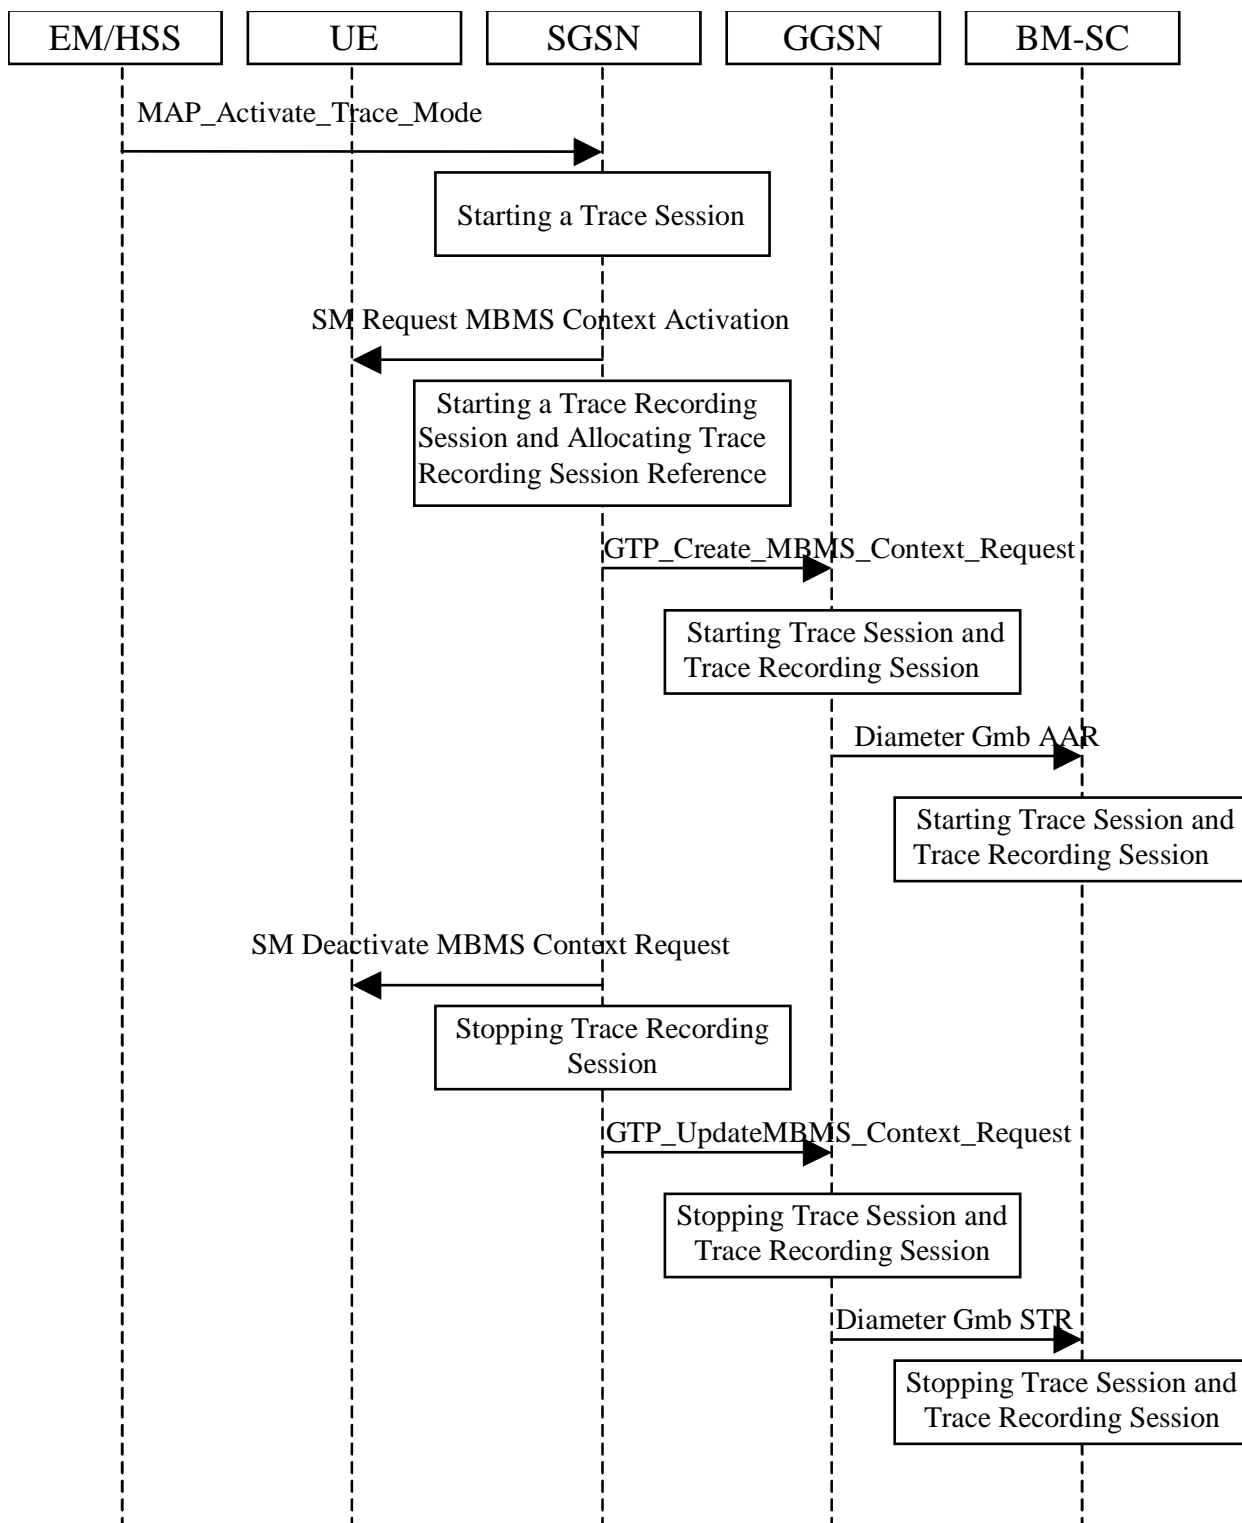 EM/HSS
UE
SGSN
GGSN
BM-SC
MAP_Activate_Trace_Mode
Starting a Trace Session
SM Request MBMS Context Activation
Starting a Trace Recording
Session and Allocating Trace
Recording Session Reference
GTP_Create_MBMS_Context_Request
Starting Trace Session and
Trace Recording Session
Diameter Gmb AAR
Starting Trace Session and
Trace Recording Session
SM Deactivate MBMS Context Request
Stopping Trace Recording
Session
GTP_UpdateMBMS_Context_Request
Stopping Trace Session and
Trace Recording Session
Diameter Gmb STR
Stopping Trace Session and
Trace Recording Session